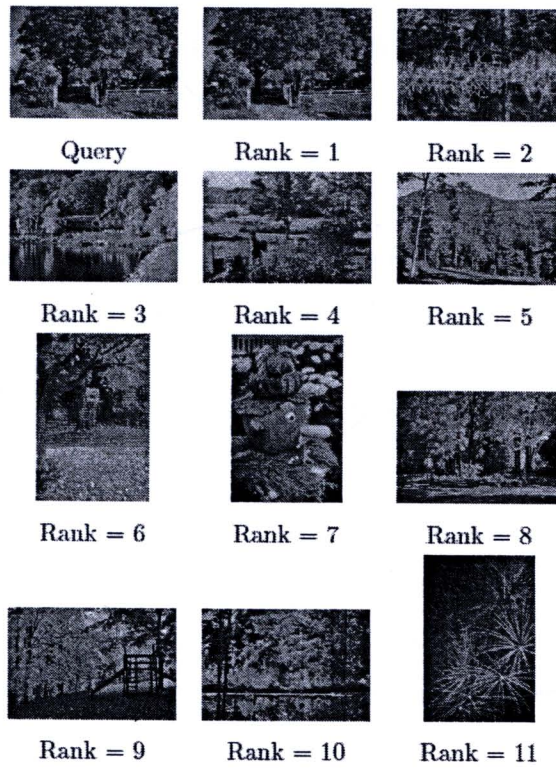 Query Rank = 1 Rank = 2
Rank = 3 Rank = 4 Rank = 5
Rank = 6 Rank = 7 Rank = 8
Rank = 9 Rank = 10 Rank = 11